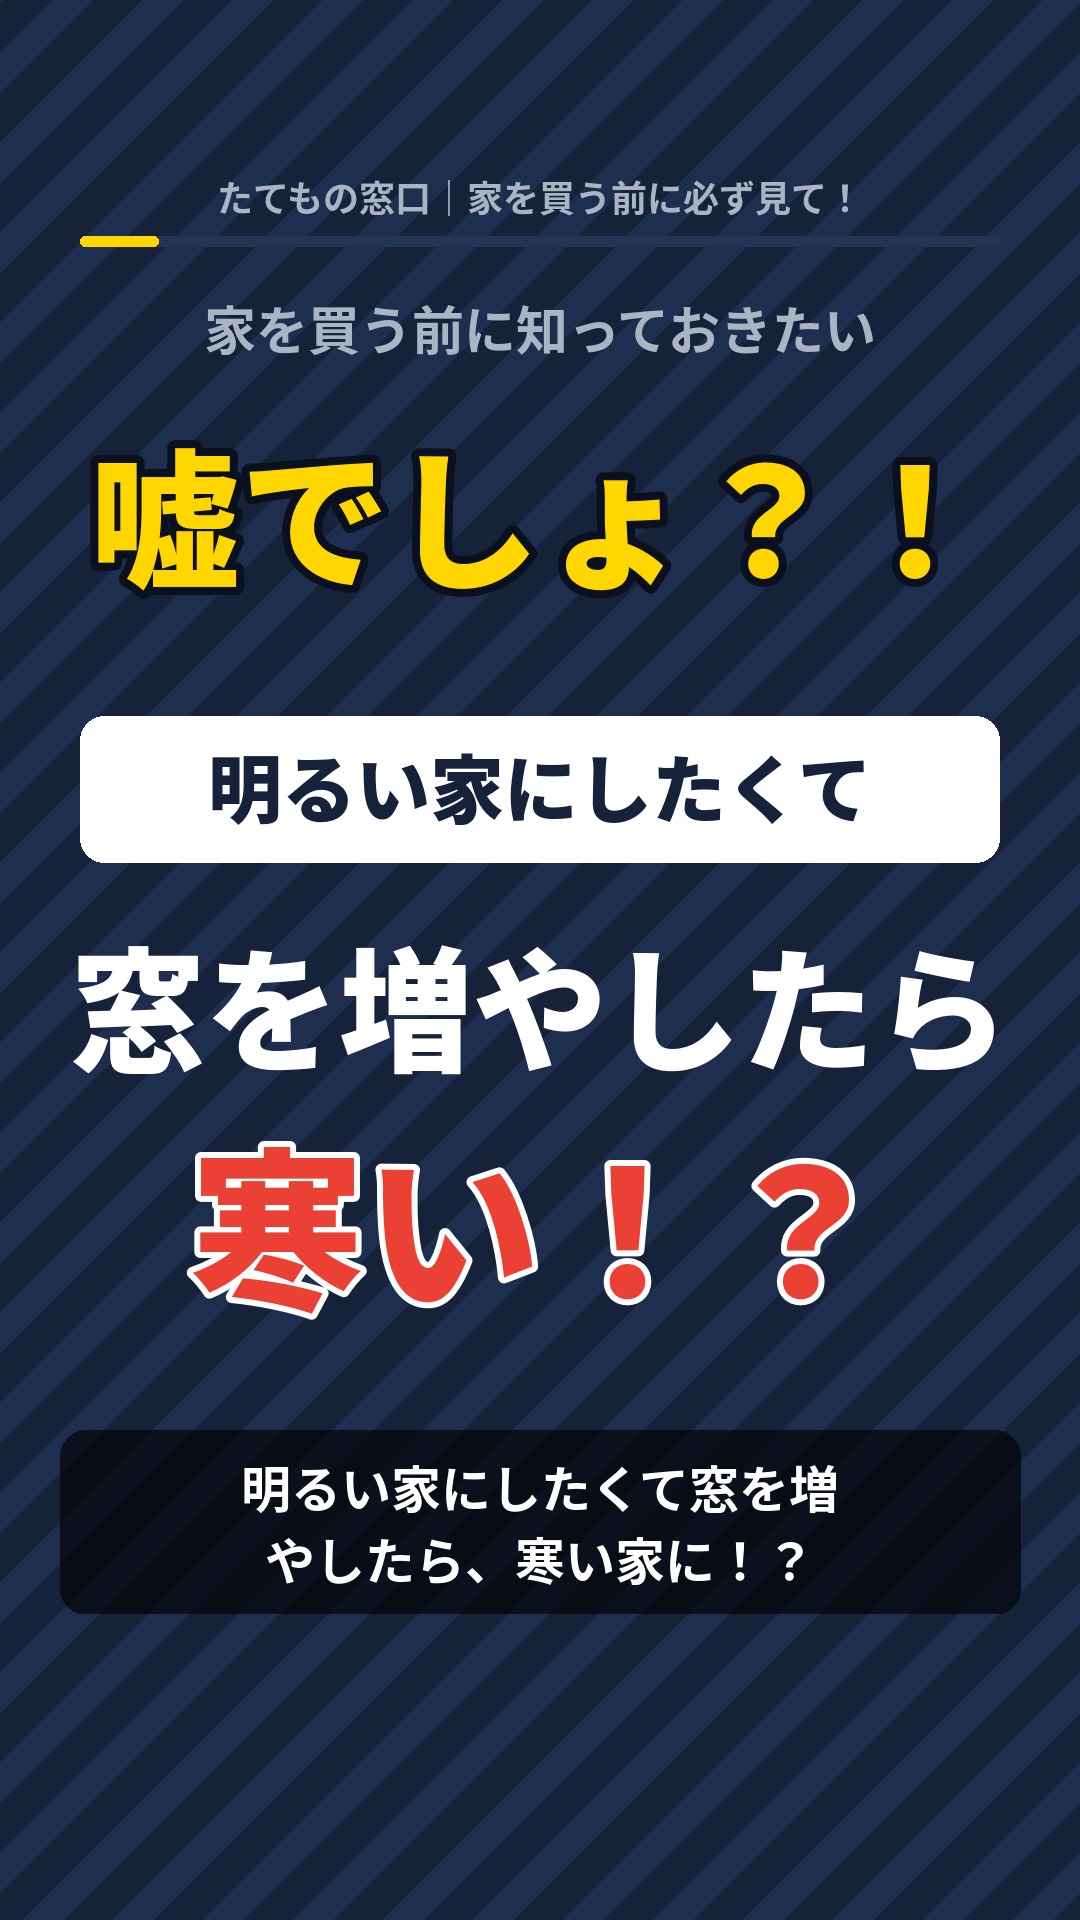 たてもの窓口｜家を買う前に必ず見て！
家を買う前に知っておきたい
嘘でしょ？！
明るい家にしたくて
窓を増やしたら
寒い！？
明るい家にしたくて窓を増
やしたら、寒い家に！？